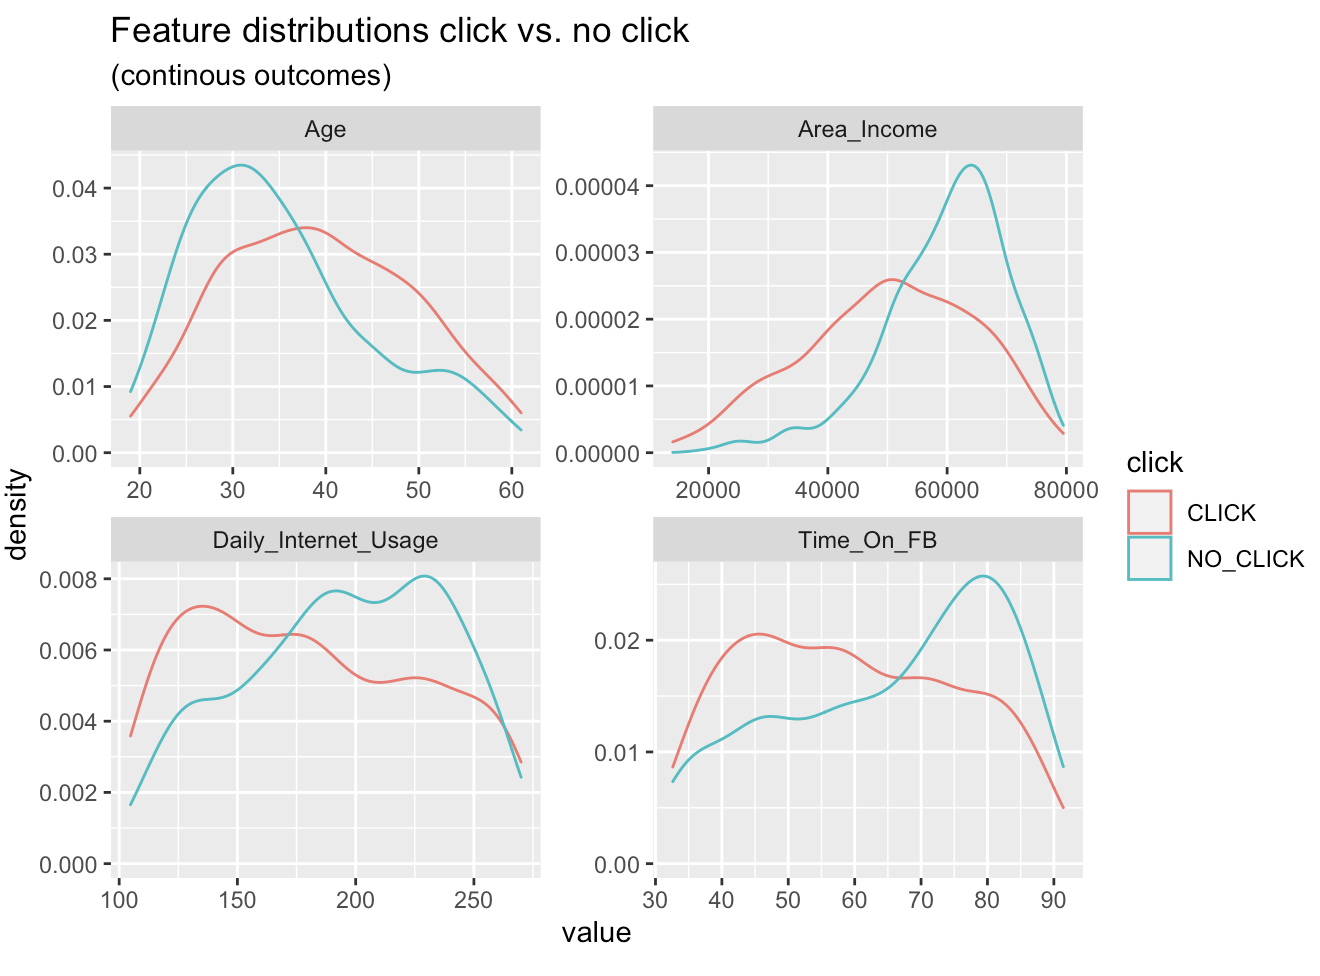 Feature distributions click vs. no click
(continous outcomes)
Age
Area_Income
0.04
0.03
0.02
0.01
0.00
0.00004
0.00003
0.00002
0.00001
0.00000
20 30 40 50 60
20000 40000 60000 80000
Daily_Internet_Usage
Time_On_FB
0.008
0.006
0.004
0.002
0.000
0.02
0.01
0.00
100 150 200 250
30 40 50 60 70 80 90
density
value
click
CLICK
NO_CLICK